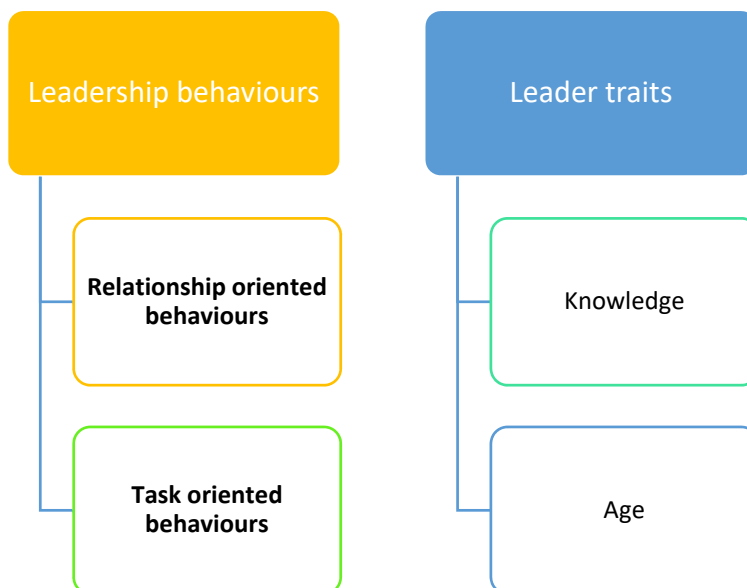 Leadership behaviours
Relationship oriented
behaviours
Task oriented
behaviours
Leader traits
Knowledge
Age